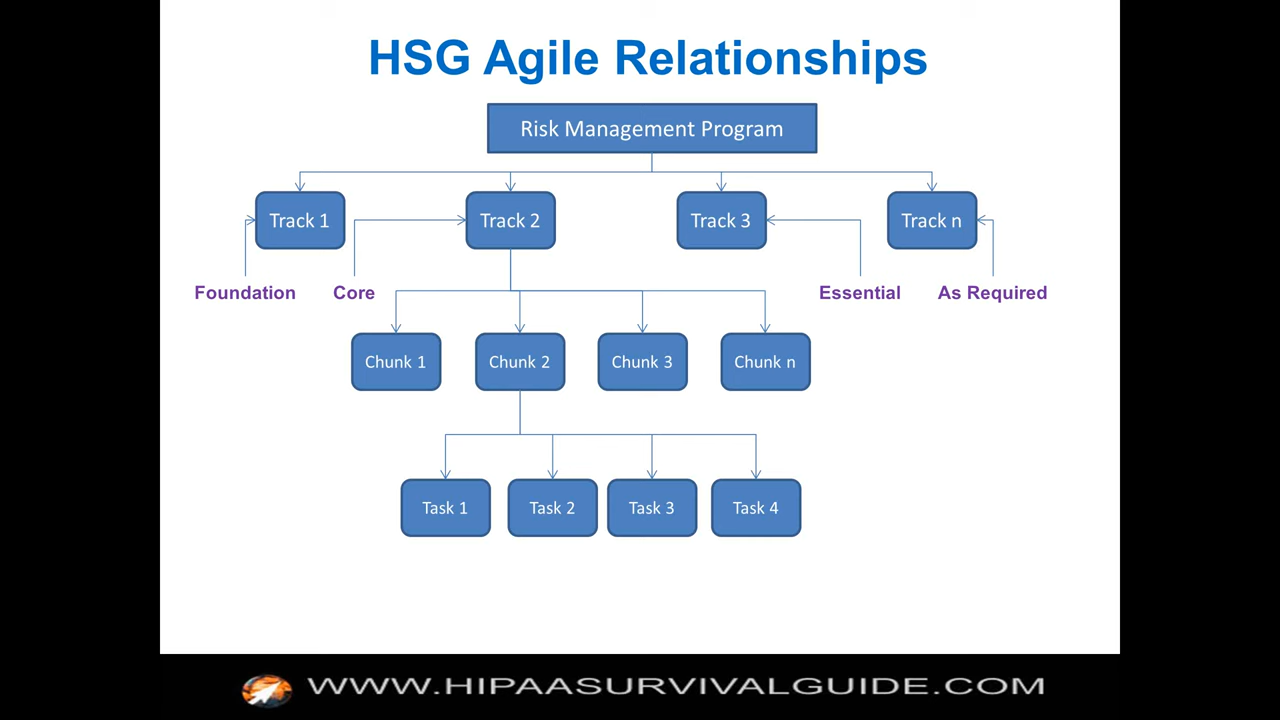 HSG Agile Relationships
Risk Management Program
Track 1
Track 2
Track 3
Track n
Foundation
Core
Essential
As Required
Chunk 1
Chunk 2
Chunk 3
Chunk n
Task 1
Task 2
Task 3
Task 4
WWW.HIPAASURVIVALGUIDE.COM